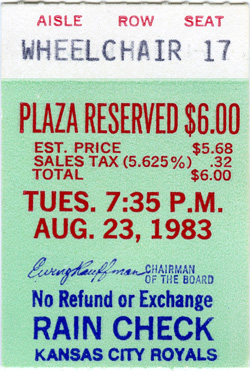 AISLE ROW SEAT
WHEELCHAIR 17
PLAZA RESERVED $6.00
EST. PRICE $5.68
SALES TAX (5.625%) .32
TOTAL $6.00
TUES. 7:35 P.M.
AUG. 23, 1983
Ewing Kauffman CHAIRMAN
OF THE BOARD
No Refund or Exchange
RAIN CHECK
KANSAS CITY ROYALS